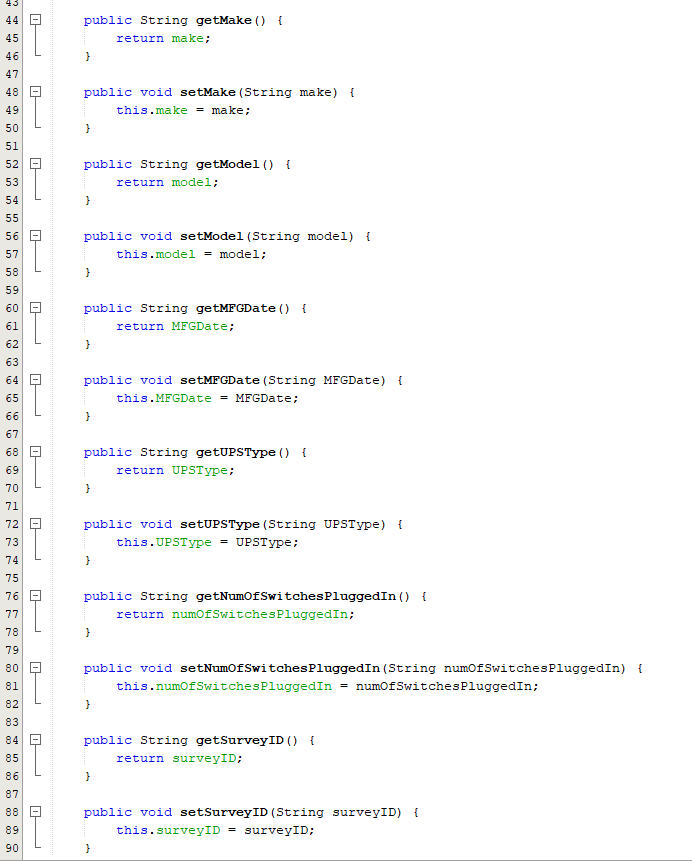 43
44 public String getMake() {
45 return make;
46 }
47
48 public void setMake(String make) {
49 this.make = make;
50 }
51
52 public String getModel() {
53 return model;
54 }
55
56 public void setModel(String model) {
57 this.model = model;
58 }
59
60 public String getMFGDate() {
61 return MFGDate;
62 }
63
64 public void setMFGDate(String MFGDate) {
65 this.MFGDate = MFGDate;
66 }
67
68 public String getUPSType() {
69 return UPSType;
70 }
71
72 public void setUPSType(String UPSType) {
73 this.UPSType = UPSType;
74 }
75
76 public String getNumOfSwitchesPluggedIn() {
77 return numOfSwitchesPluggedIn;
78 }
79
80 public void setNumOfSwitchesPluggedIn(String numOfSwitchesPluggedIn) {
81 this.numOfSwitchesPluggedIn = numOfSwitchesPluggedIn;
82 }
83
84 public String getSurveyID() {
85 return surveyID;
86 }
87
88 public void setSurveyID(String surveyID) {
89 this.surveyID = surveyID;
90 }